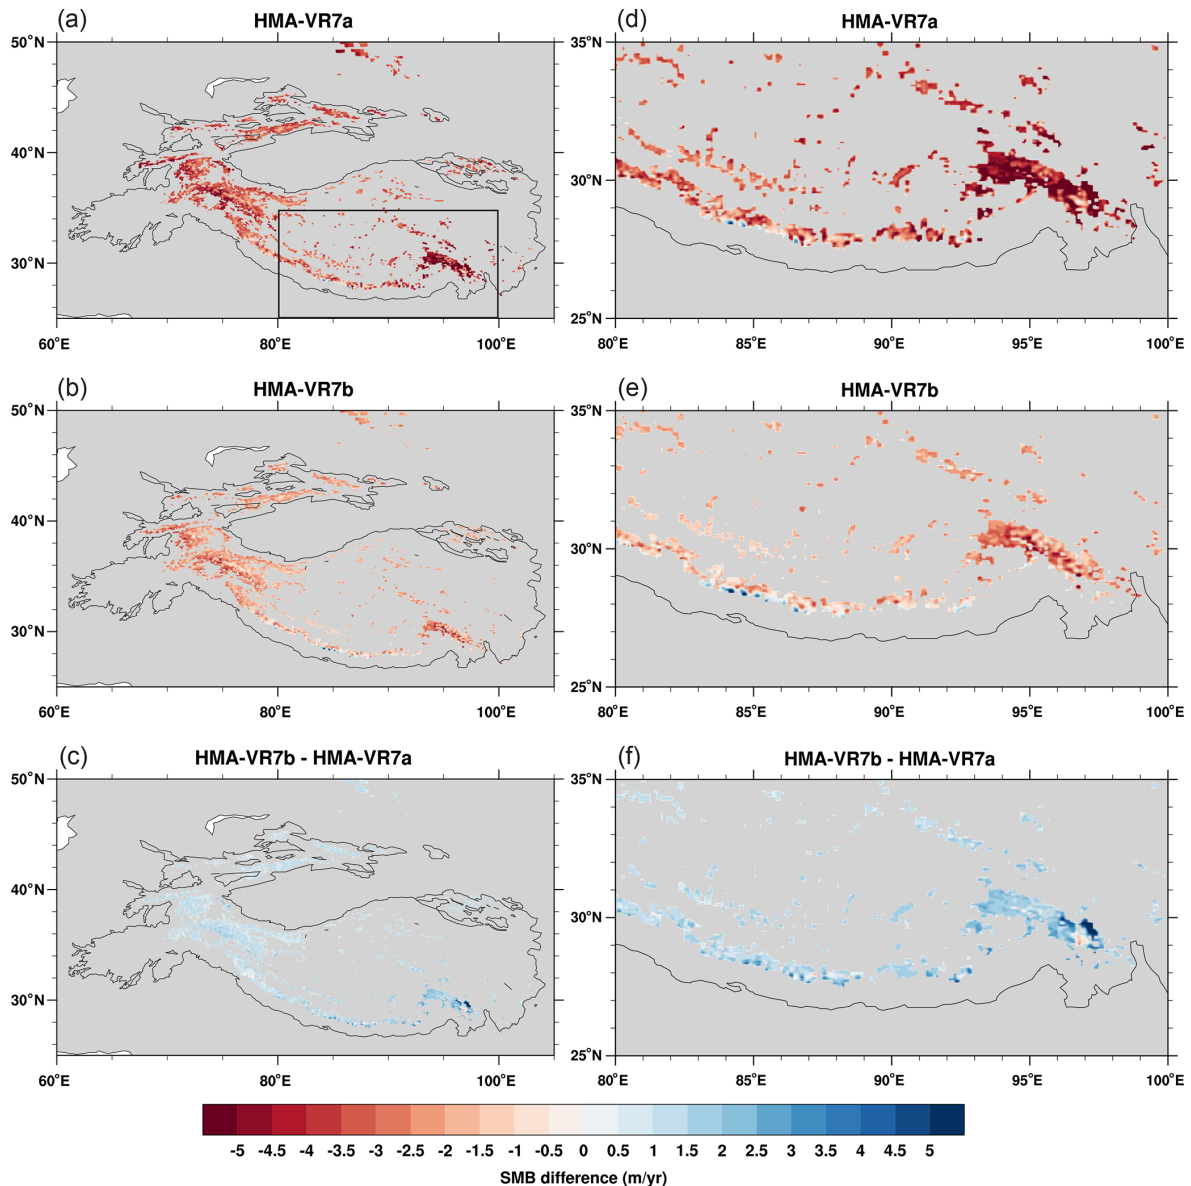 (a) HMA-VR7a
50°N
40°N
30°N
60°E 80°E 100°E
(d) HMA-VR7a
35°N
30°N
25°N
80°E 85°E 90°E 95°E 100°E
(b) HMA-VR7b
50°N
40°N
30°N
60°E 80°E 100°E
(e) HMA-VR7b
35°N
30°N
25°N
80°E 85°E 90°E 95°E 100°E
(c) HMA-VR7b - HMA-VR7a
50°N
40°N
30°N
60°E 80°E 100°E
(f) HMA-VR7b - HMA-VR7a
35°N
30°N
25°N
80°E 85°E 90°E 95°E 100°E
-5 -4.5 -4 -3.5 -3 -2.5 -2 -1.5 -1 -0.5 0 0.5 1 1.5 2 2.5 3 3.5 4 4.5 5
SMB difference (m/yr)